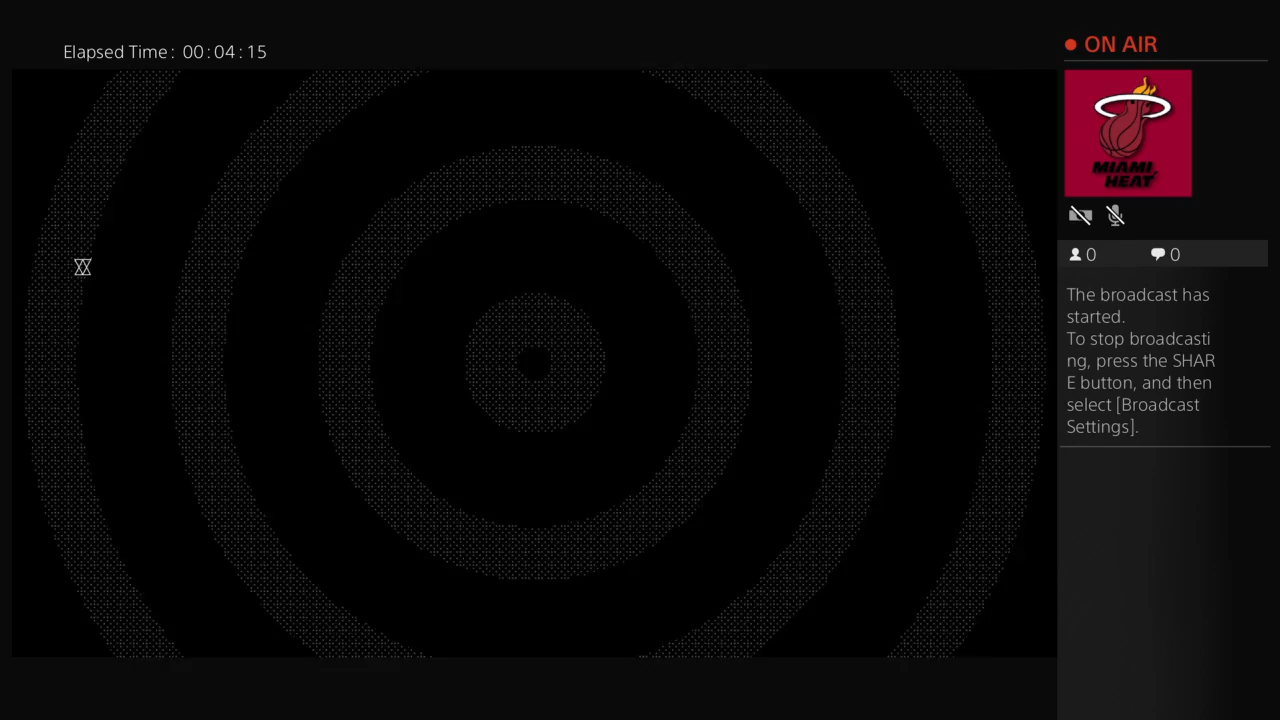 Elapsed Time: 00:04:15
ON AIR
MIAMI
HEAT
0 0
The broadcast has
started.
To stop broadcasti
ng, press the SHAR
E button, and then
select [Broadcast
Settings].